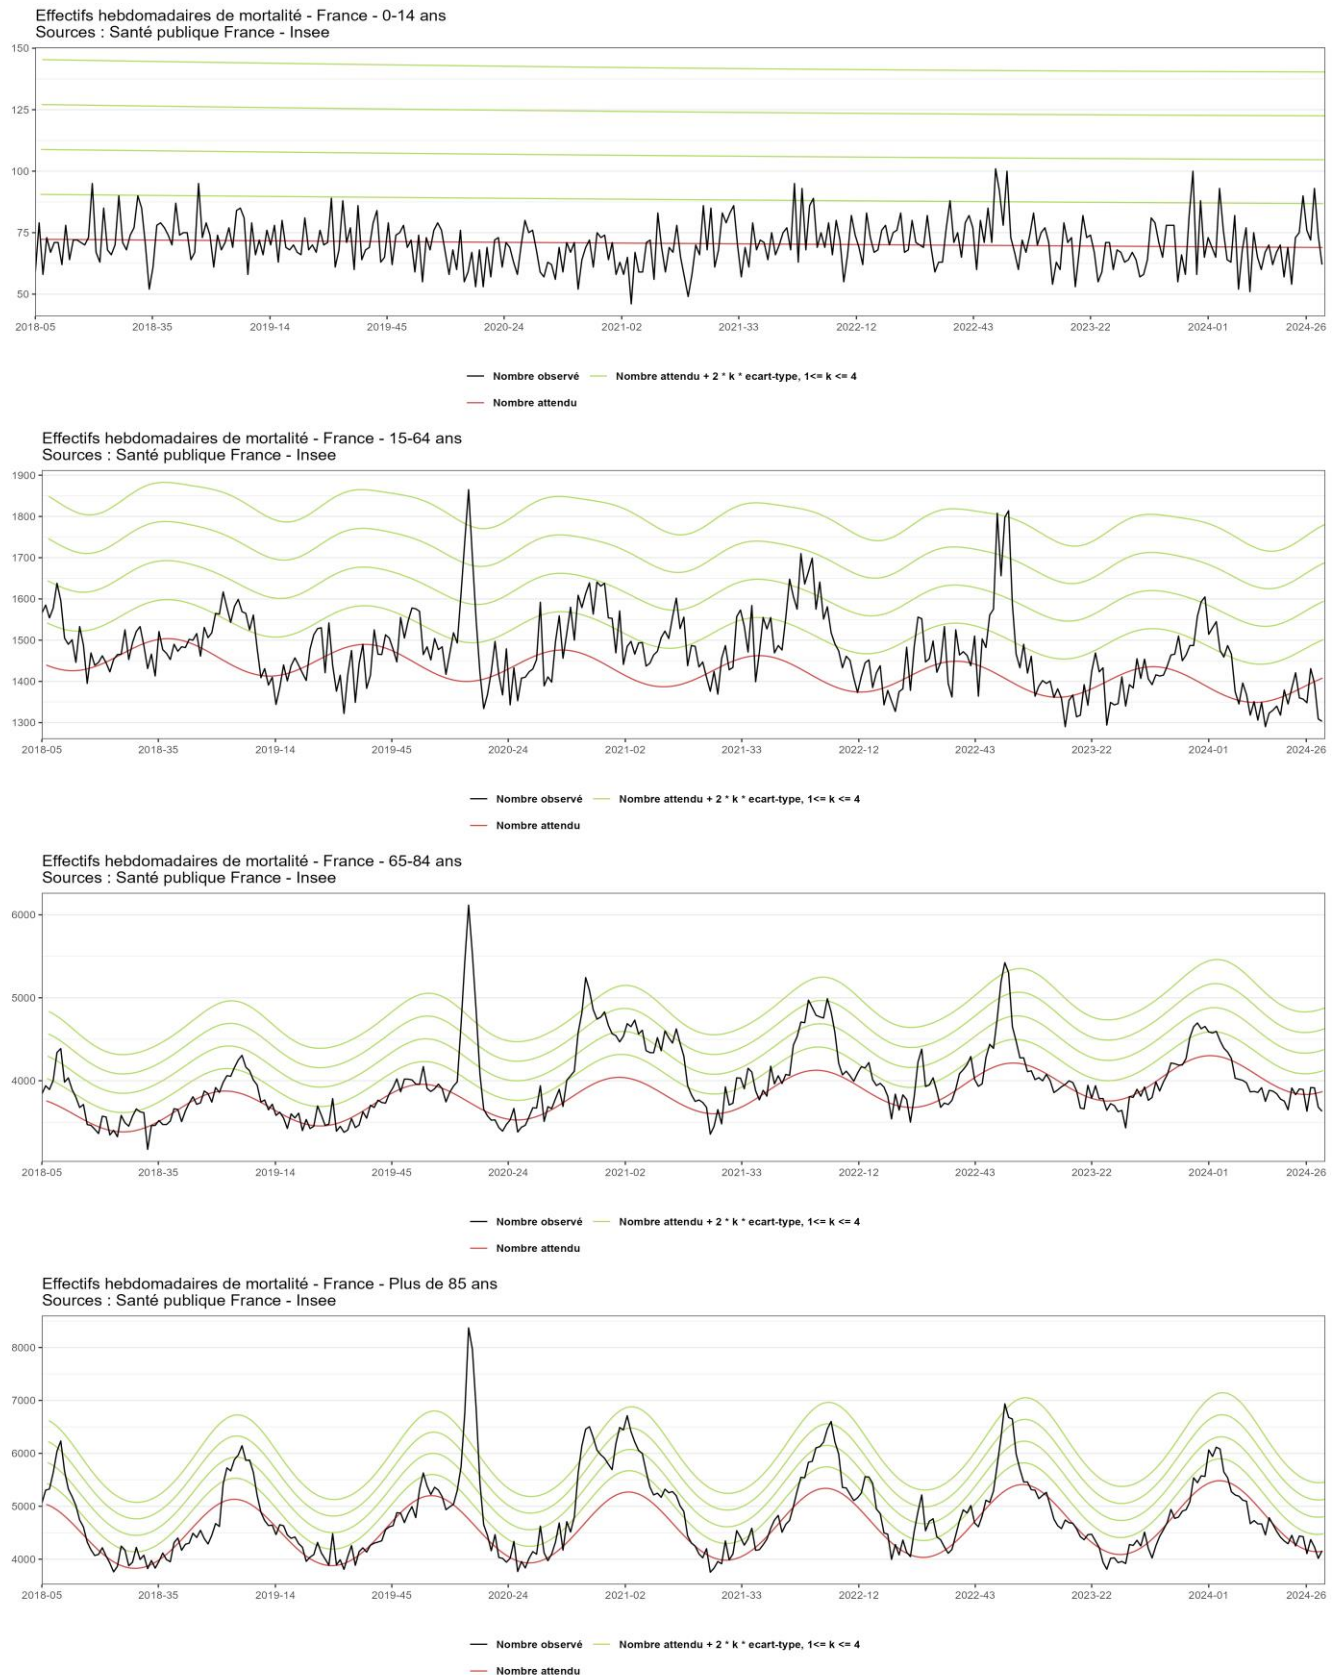 Effectifs hebdomadaires de mortalité - France - 0-14 ans
Sources : Santé publique France - Insee
150
125
100
75
50
2018-05 2018-35 2019-14 2019-45 2020-24 2021-02 2021-33 2022-12 2022-43 2023-22 2024-01 2024-26
Nombre observé Nombre attendu + 2 * k * ecart-type, 1<= k <= 4
Nombre attendu
Effectifs hebdomadaires de mortalité - France - 15-64 ans
Sources : Santé publique France - Insee
1900
1800
1700
1600
1500
1400
1300
2018-05 2018-35 2019-14 2019-45 2020-24 2021-02 2021-33 2022-12 2022-43 2023-22 2024-01 2024-26
Nombre observé Nombre attendu + 2 * k * ecart-type, 1<= k <= 4
Nombre attendu
Effectifs hebdomadaires de mortalité - France - 65-84 ans
Sources : Santé publique France - Insee
6000
5000
4000
2018-05 2018-35 2019-14 2019-45 2020-24 2021-02 2021-33 2022-12 2022-43 2023-22 2024-01 2024-26
Nombre observé Nombre attendu + 2 * k * ecart-type, 1<= k <= 4
Nombre attendu
Effectifs hebdomadaires de mortalité - France - Plus de 85 ans
Sources : Santé publique France - Insee
8000
7000
6000
5000
4000
2018-05 2018-35 2019-14 2019-45 2020-24 2021-02 2021-33 2022-12 2022-43 2023-22 2024-01 2024-26
Nombre observé Nombre attendu + 2 * k * ecart-type, 1<= k <= 4
Nombre attendu